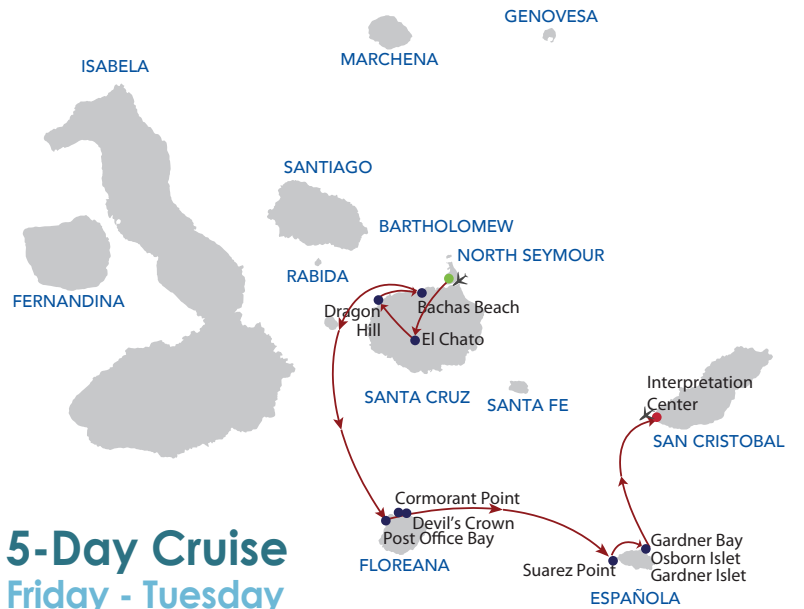 GENOVESA
MARCHENA
ISABELA
SANTIAGO
BARTHOLOMEW
NORTH SEYMOUR
RABIDA
FERNANDINA
Bachas Beach
Dragon
Hill
El Chato
SANTA CRUZ
SANTA FE
Interpretation
Center
SAN CRISTOBAL
Cormorant Point
Devil's Crown
Post Office Bay
FLOREANA
Gardner Bay
Osborn Islet
Gardner Islet
Suarez Point
ESPAÑOLA
5-Day Cruise
Friday - Tuesday